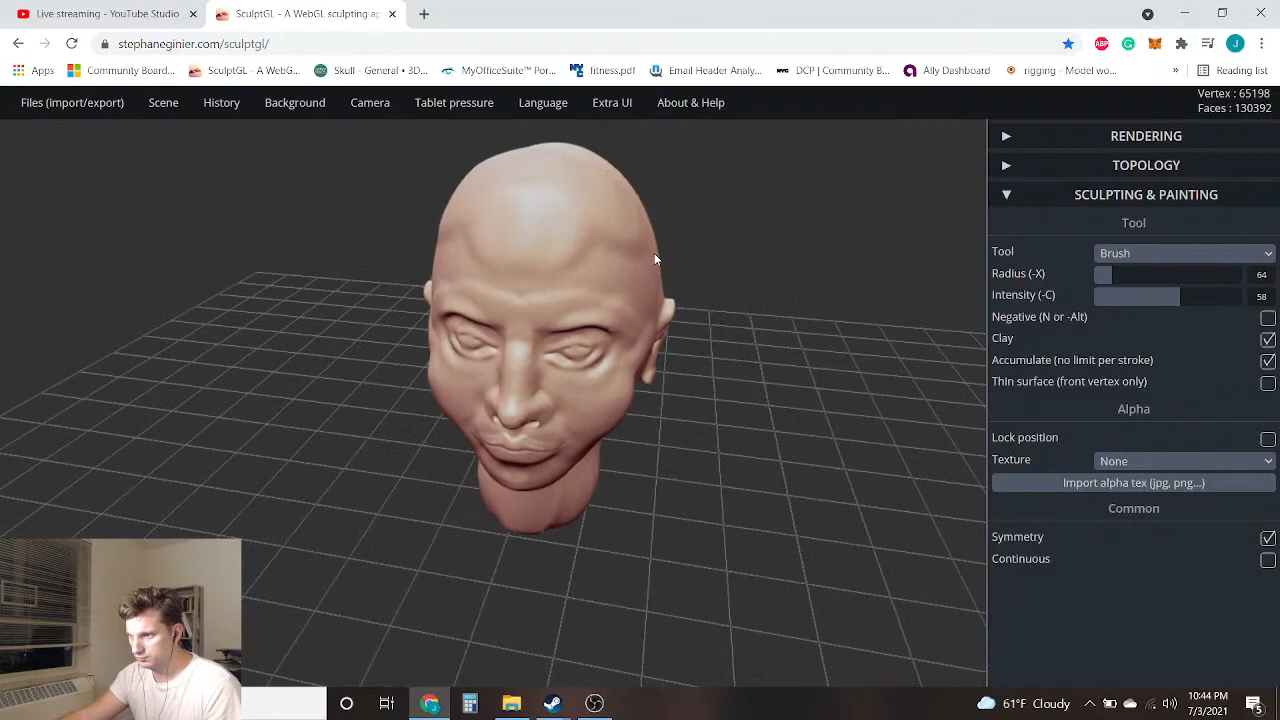 Live streaming - YouTube Studio
SculptGL - A WebGL sculpting ap
stephaneginier.com/sculptgl/
Apps
Community Board...
SculptGL - A WebG...
Skull - General • 3D...
MyOfficeSuite™ Por...
fitness.pdf
Email Header Analy...
DCP | Community B...
Ally Dashboard
rigging - Model wo...
»
Reading list
Files (import/export)
Scene
History
Background
Camera
Tablet pressure
Language
Extra UI
About & Help
Vertex : 65198
Faces : 130392
RENDERING
TOPOLOGY
SCULPTING & PAINTING
Tool
Tool Brush
Radius (-X) 64
Intensity (-C) 58
Negative (N or -Alt)
Clay
Accumulate (no limit per stroke)
Thin surface (front vertex only)
Alpha
Lock position
Texture None
Import alpha tex (jpg, png...)
Common
Symmetry
Continuous
61°F Cloudy
10:44 PM
7/3/2021